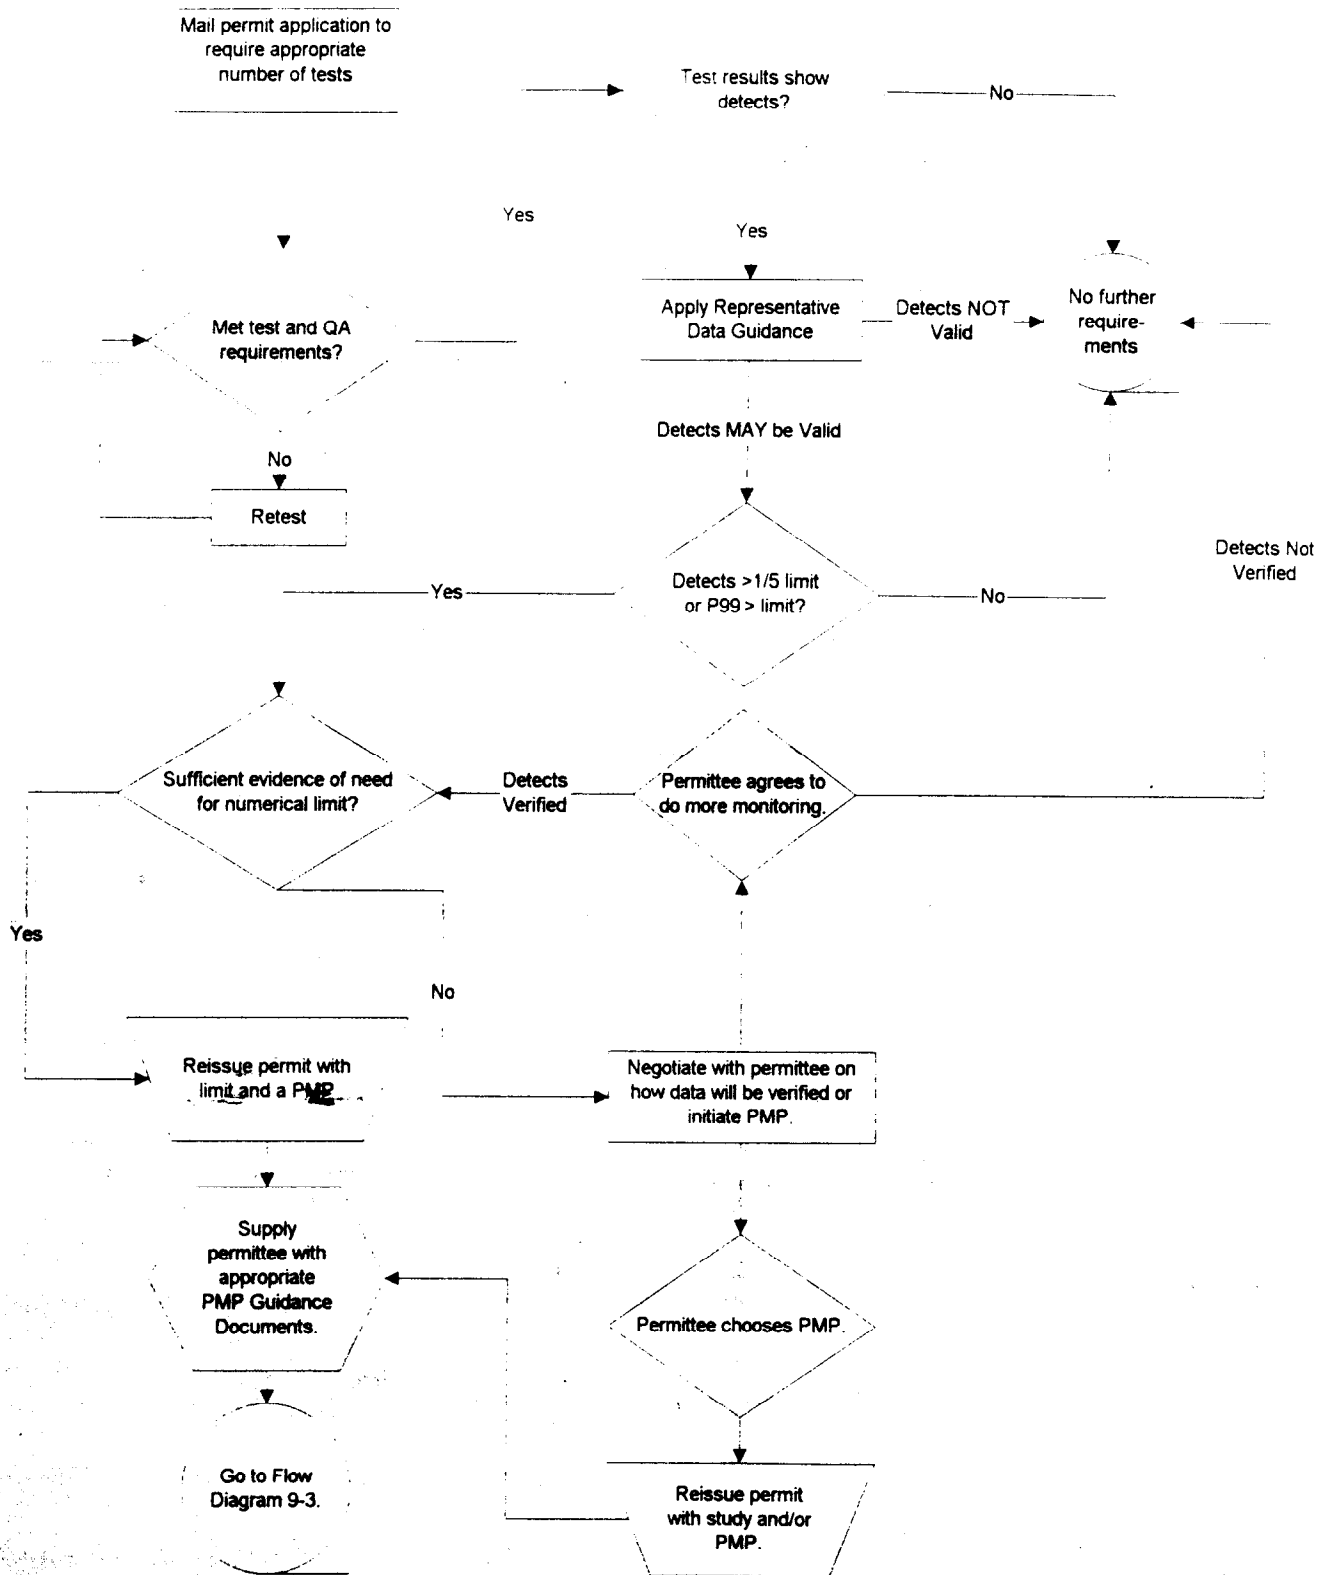 Mail permit application to
require appropriate
number of tests
Test results show
detects?
No
Yes
Yes
Met test and QA
requirements?
Apply Representative
Data Guidance
Detects NOT
Valid
No further
require-
ments
Detects MAY be Valid
No
Retest
Detects Not
Verified
Yes
Detects >1/5 limit
or P99 > limit?
No
Sufficient evidence of need
for numerical limit?
Detects
Verified
Permittee agrees to
do more monitoring.
Yes
No
Reissue permit with
limit and a PMP
Negotiate with permittee on
how data will be verified or
initiate PMP.
Supply
permittee with
appropriate
PMP Guidance
Documents.
Permittee chooses PMP.
Go to Flow
Diagram 9-3.
Reissue permit
with study and/or
PMP.